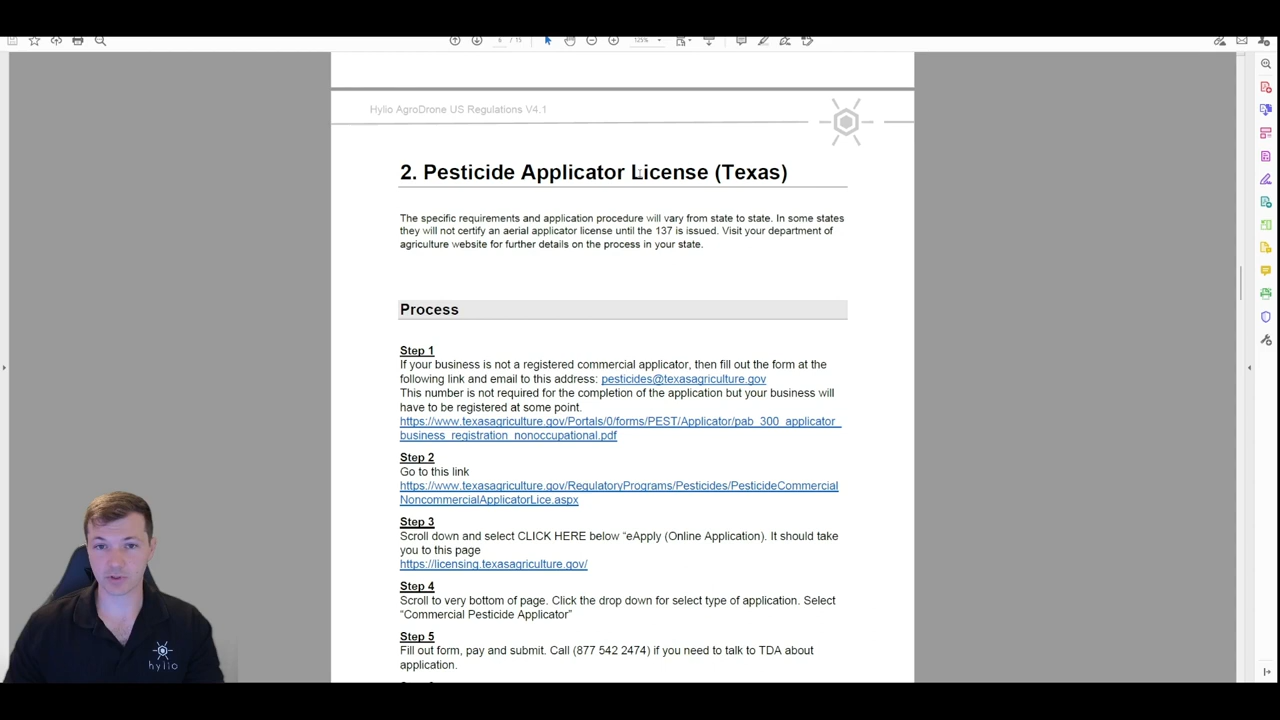 125%
Hylio AgroDrone US Regulations V4.1
2. Pesticide Applicator License (Texas)
The specific requirements and application procedure will vary from state to state. In some states
they will not certify an aerial applicator license until the 137 is issued. Visit your department of
agriculture website for further details on the process in your state.
Process
Step 1
If your business is not a registered commercial applicator, then fill out the form at the
following link and email to this address: pesticides@texasagriculture.gov
This number is not required for the completion of the application but your business will
have to be registered at some point.
https://www.texasagriculture.gov/Portals/0/forms/PEST/Applicator/pab_300_applicator_
business_registration_nonoccupational.pdf
Step 2
Go to this link
https://www.texasagriculture.gov/RegulatoryPrograms/Pesticides/PesticideCommercial
NoncommercialApplicatorLice.aspx
Step 3
Scroll down and select CLICK HERE below “eApply (Online Application). It should take
you to this page
https://licensing.texasagriculture.gov/
Step 4
Scroll to very bottom of page. Click the drop down for select type of application. Select
“Commercial Pesticide Applicator”
Step 5
Fill out form, pay and submit. Call (877 542 2474) if you need to talk to TDA about
application.
hylio